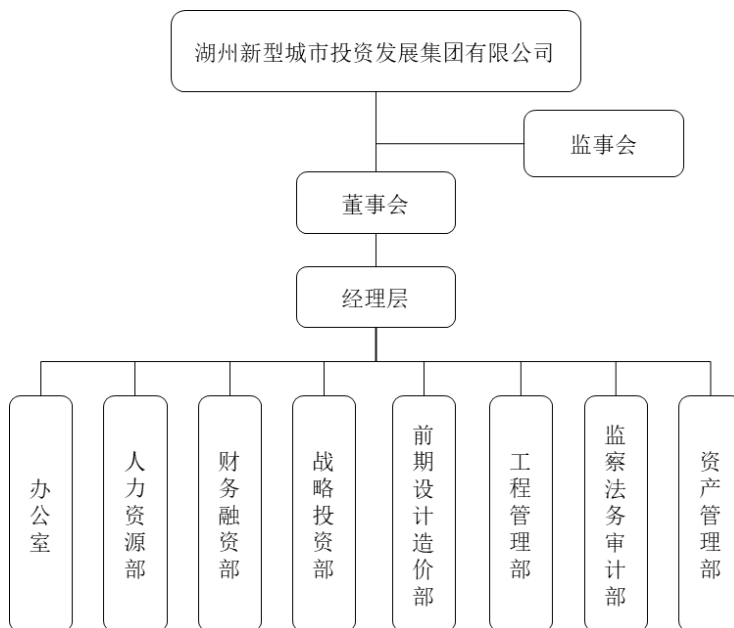 湖州新型城市投资发展集团有限公司
监事会
董事会
经理层
办公室
人力资源部
财务融资部
战略投资部
前期设计造价部
工程管理部
监察法务审计部
资产管理部